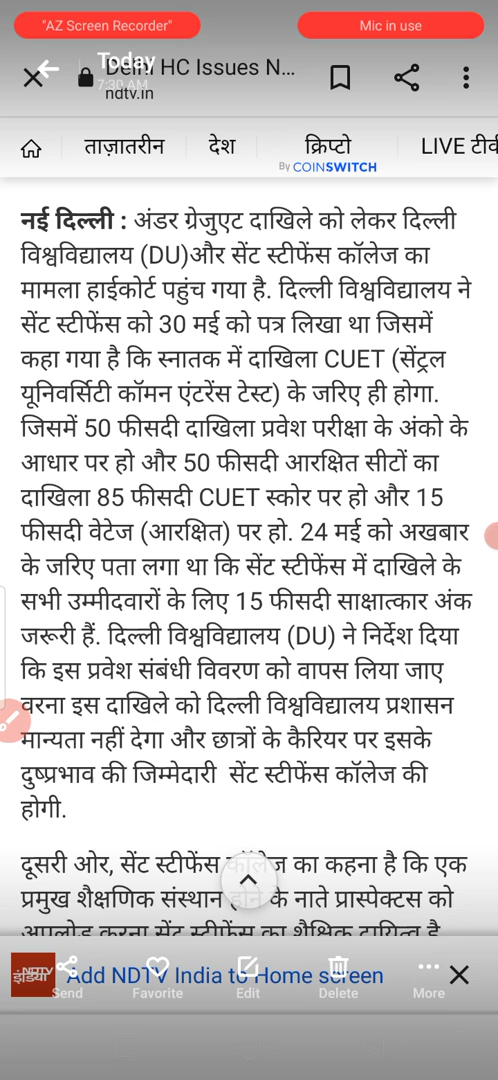 "AZ Screen Recorder"
Mic in use
Today
7:30 AM
Delhi HC Issues N...
ndtv.in
ताज़ातरीन
देश
क्रिप्टो
LIVE टीवी
By COINSWITCH
नई दिल्ली : अंडर ग्रेजुएट दाखिले को लेकर दिल्ली
विश्वविद्यालय (DU)और सेंट स्टीफेंस कॉलेज का
मामला हाईकोर्ट पहुंच गया है. दिल्ली विश्वविद्यालय ने
सेंट स्टीफेंस को 30 मई को पत्र लिखा था जिसमें
कहा गया है कि स्नातक में दाखिला CUET (सेंट्रल
यूनिवर्सिटी कॉमन एंटरेंस टेस्ट) के जरिए ही होगा.
जिसमें 50 फीसदी दाखिला प्रवेश परीक्षा के अंको के
आधार पर हो और 50 फीसदी आरक्षित सीटों का
दाखिला 85 फीसदी CUET स्कोर पर हो और 15
फीसदी वेटेज (आरक्षित) पर हो. 24 मई को अखबार
के जरिए पता लगा था कि सेंट स्टीफेंस में दाखिले के
सभी उम्मीदवारों के लिए 15 फीसदी साक्षात्कार अंक
जरूरी हैं. दिल्ली विश्वविद्यालय (DU) ने निर्देश दिया
कि इस प्रवेश संबंधी विवरण को वापस लिया जाए
वरना इस दाखिले को दिल्ली विश्वविद्यालय प्रशासन
मान्यता नहीं देगा और छात्रों के कैरियर पर इसके
दुष्प्रभाव की जिम्मेदारी सेंट स्टीफेंस कॉलेज की
होगी.
दूसरी ओर, सेंट स्टीफेंस कॉलेज का कहना है कि एक
प्रमुख शैक्षणिक संस्थान होने के नाते प्रास्पेक्टस को
अपलोड करना सेंट स्टीफेंस का शैक्षिक दायित्व है
NDTV
इंडिया
Add NDTV India to Home screen
Send
Favorite
Edit
Delete
More